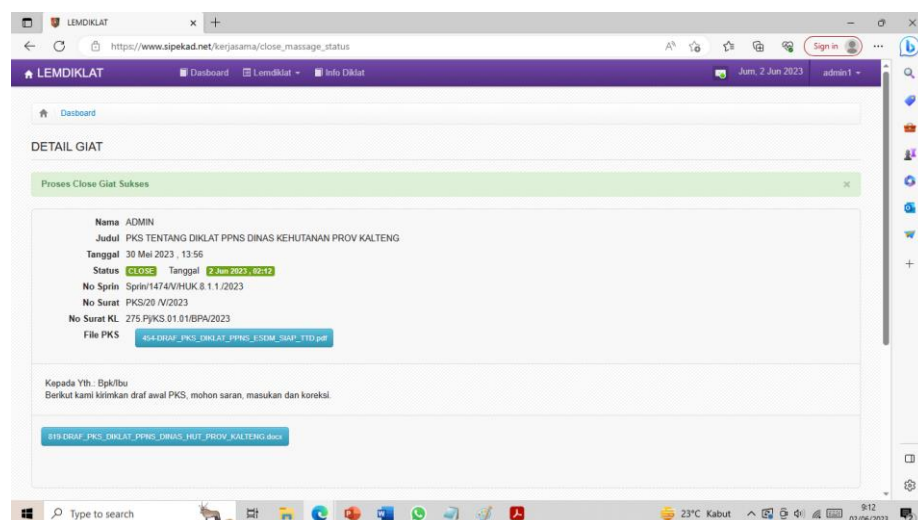 LEMDIKLAT
https://www.sipekad.net/kerjasama/close_massage_status
Sign in
LEMDIKLAT Dasboard Lemdiklat Info Diklat Jum, 2 Jun 2023 admin1
Dasboard
DETAIL GIAT
Proses Close Giat Sukses ×
Nama ADMIN
Judul PKS TENTANG DIKLAT PPNS DINAS KEHUTANAN PROV KALTENG
Tanggal 30 Mei 2023 , 13:56
Status CLOSE Tanggal 2 Jun 2023 , 02:12
No Sprin Sprin/1474/V/HUK.8.1.1./2023
No Surat PKS/20 /V/2023
No Surat KL 275.Pj/KS.01.01/BPA/2023
File PKS 454-DRAF_PKS_DIKLAT_PPNS_ESDM_SIAP_TTD.pdf
Kepada Yth.: Bpk/Ibu
Berikut kami kirimkan draf awal PKS, mohon saran, masukan dan koreksi.
819-DRAF_PKS_DIKLAT_PPNS_DINAS_HUT_PROV_KALTENG.docx
Type to search 23°C Kabut 9:12
02/06/2023